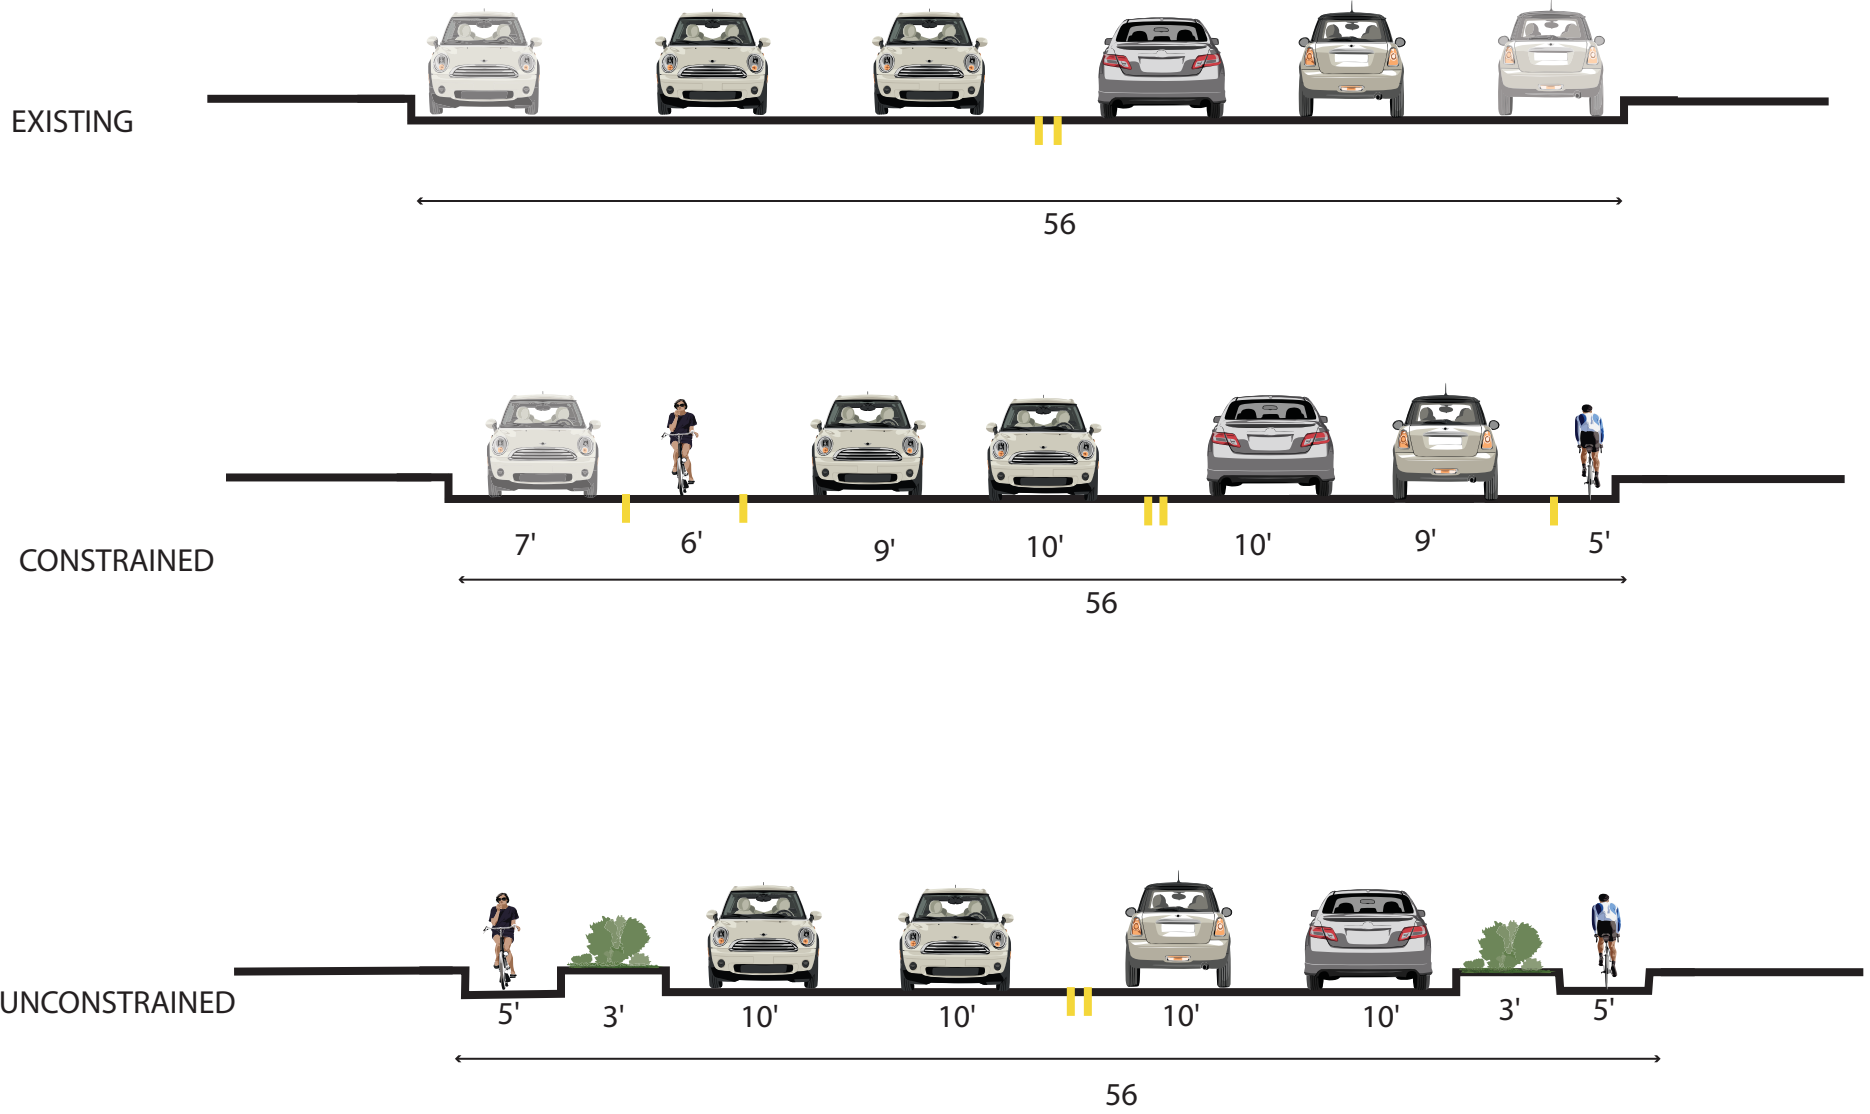 EXISTING
56
CONSTRAINED
7' 6' 9' 10' 10' 9' 5'
56
UNCONSTRAINED
5' 3' 10' 10' 10' 10' 3' 5'
56